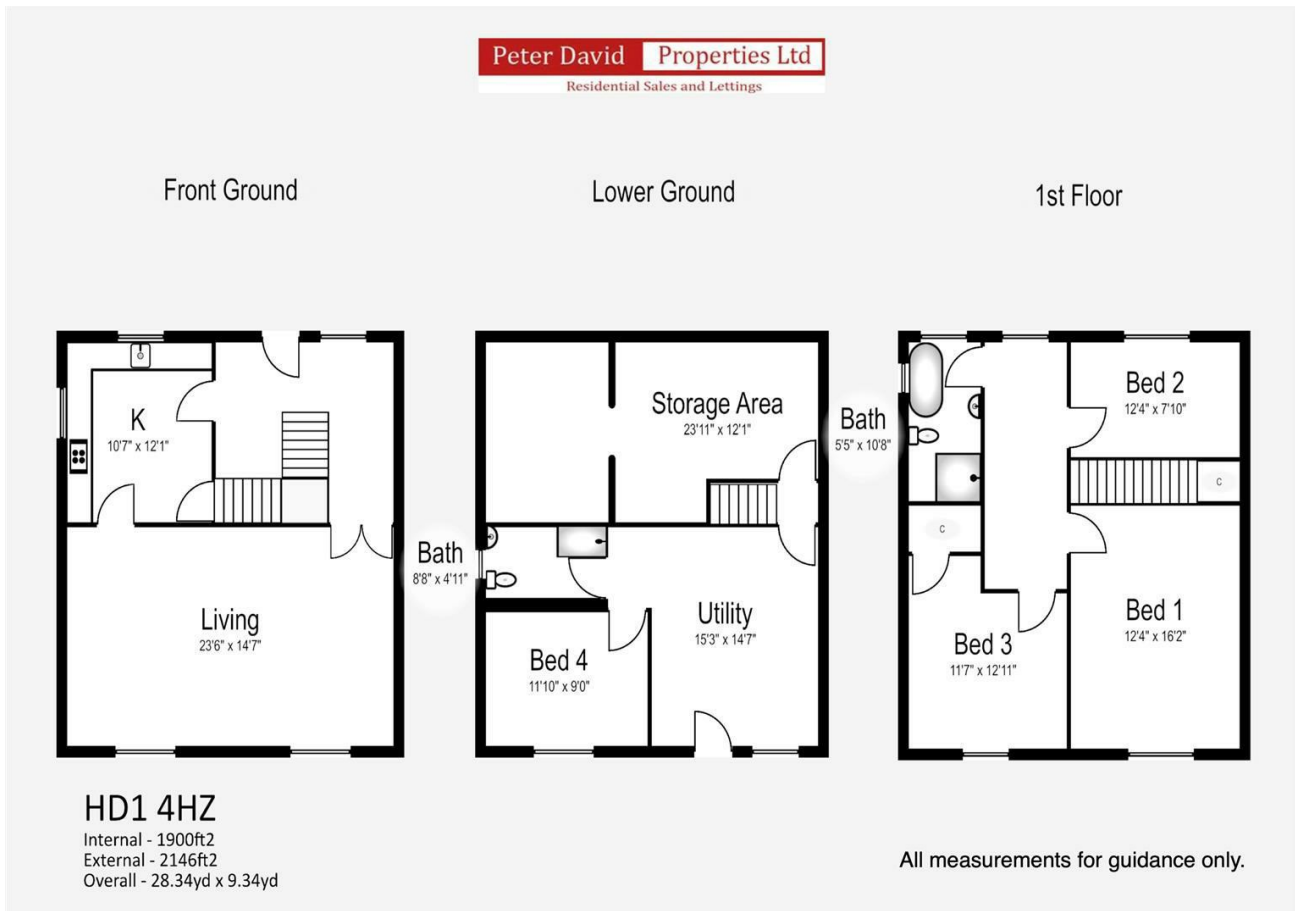 Peter David Properties Ltd
Residential Sales and Lettings
Front Ground
Lower Ground
1st Floor
K
10'7" x 12'1"
Living
23'6" x 14'7"
Storage Area
23'11" x 12'1"
Bath
8'8" x 4'11"
Utility
15'3" x 14'7"
Bed 4
11'10" x 9'0"
Bath
5'5" x 10'8"
Bed 2
12'4" x 7'10"
C
C
Bed 1
12'4" x 16'2"
Bed 3
11'7" x 12'11"
HD1 4HZ
Internal - 1900ft2
External - 2146ft2
Overall - 28.34yd x 9.34yd
All measurements for guidance only.